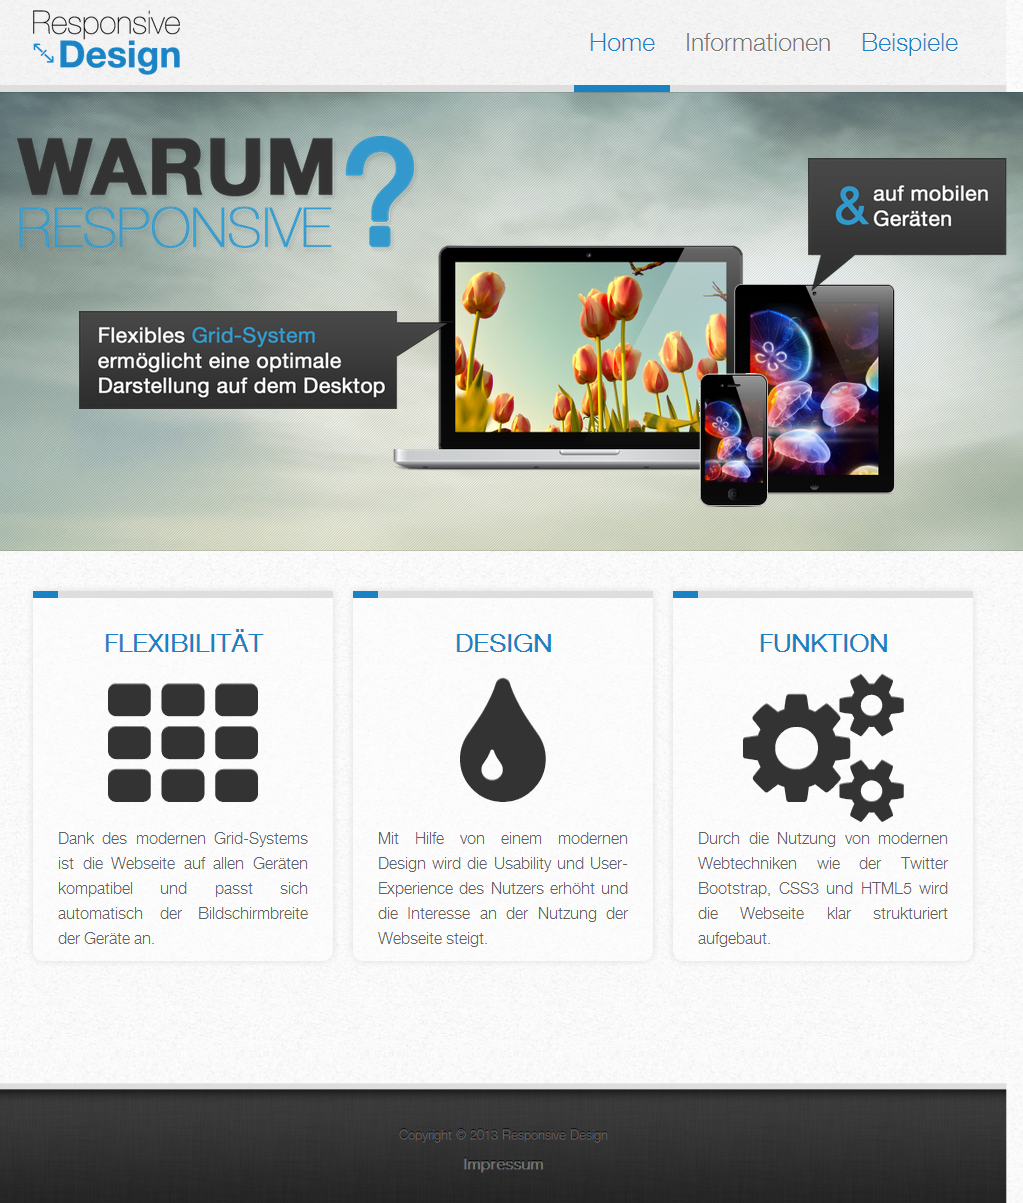 Responsive
Design
Home Informationen Beispiele
WARUM ?
RESPONSIVE
& auf mobilen
Geräten
Flexibles Grid-System
ermöglicht eine optimale
Darstellung auf dem Desktop
FLEXIBILITÄT
Dank des modernen Grid-Systems
ist die Webseite auf allen Geräten
kompatibel und passt sich
automatisch der Bildschirmbreite
der Geräte an.
DESIGN
Mit Hilfe von einem modernen
Design wird die Usability und User-
Experience des Nutzers erhöht und
die Interesse an der Nutzung der
Webseite steigt.
FUNKTION
Durch die Nutzung von modernen
Webtechniken wie der Twitter
Bootstrap, CSS3 und HTML5 wird
die Webseite klar strukturiert
aufgebaut.
Copyright © 2013 Responsive Design
Impressum